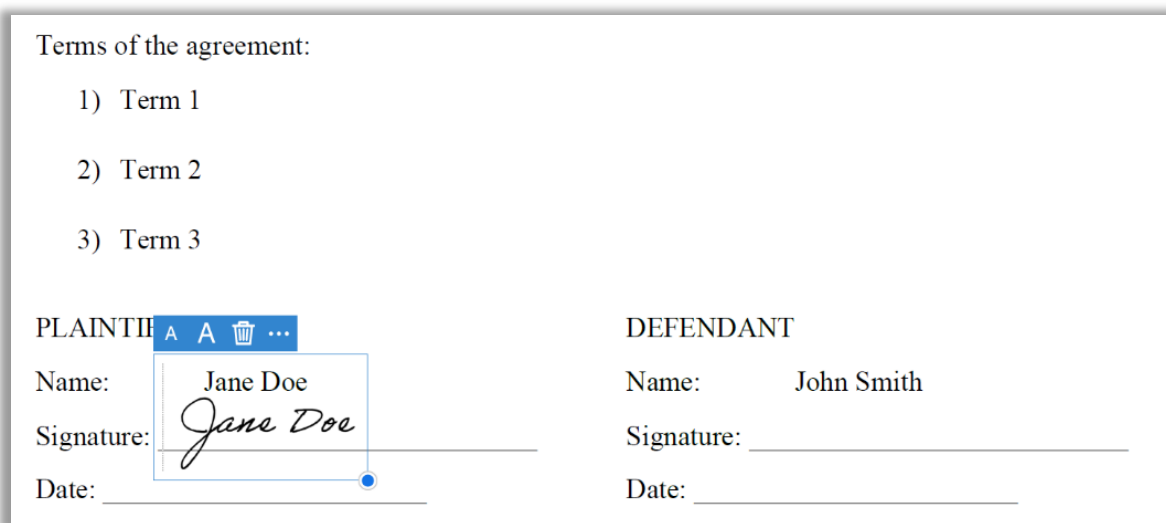 Terms of the agreement:
1) Term 1
2) Term 2
3) Term 3
PLAINTIF
A A ...
DEFENDANT
Name: Jane Doe
Name: John Smith
Jane Doe
Signature:
Signature:
Date:
Date: